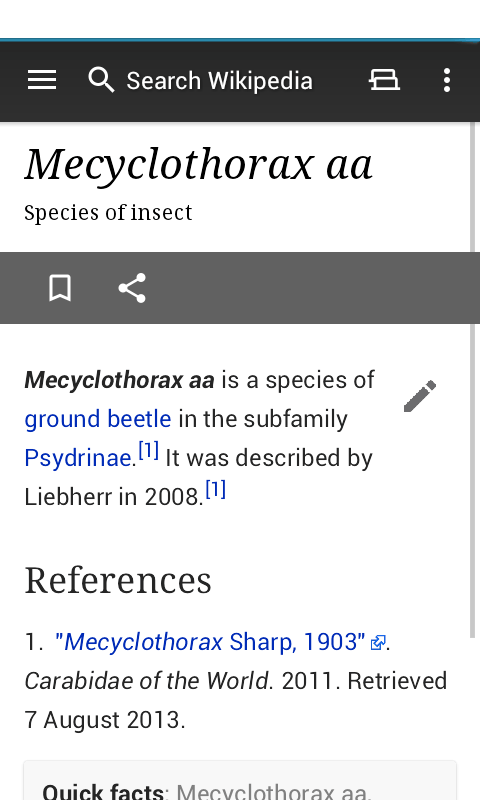 Search Wikipedia
Mecyclothorax aa
Species of insect
Mecyclothorax aa is a species of
ground beetle in the subfamily
Psydrinae.[1] It was described by
Liebherr in 2008.[1]
References
1. "Mecyclothorax Sharp, 1903".
Carabidae of the World. 2011. Retrieved
7 August 2013.
Quick facts: Mecyclothorax aa,